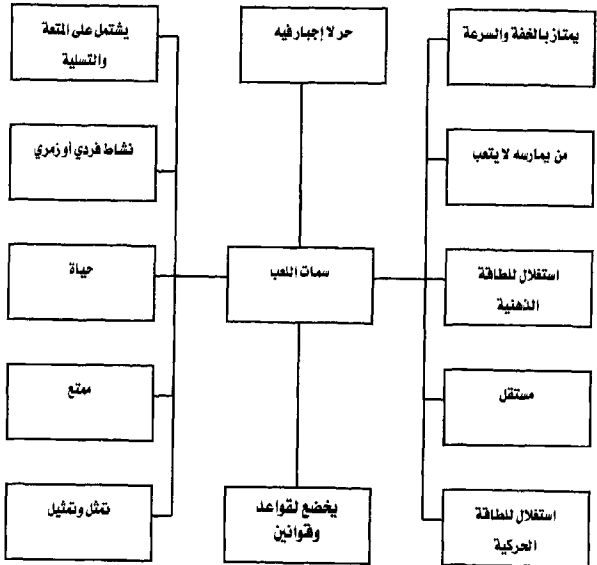 يمتاز بالخفة والسرعة
حر لا إجبار فيه
يشتمل على المتعة
والتسلية
من يمارسه لا يتعب
نشاط فردي أو زمري
استغلال للطاقة
الذهنية
سمات اللعب
حياة
مستقل
ممتع
استغلال للطاقة
الحركية
يخضع لقواعد
وقوانين
تمثل وتمثيل